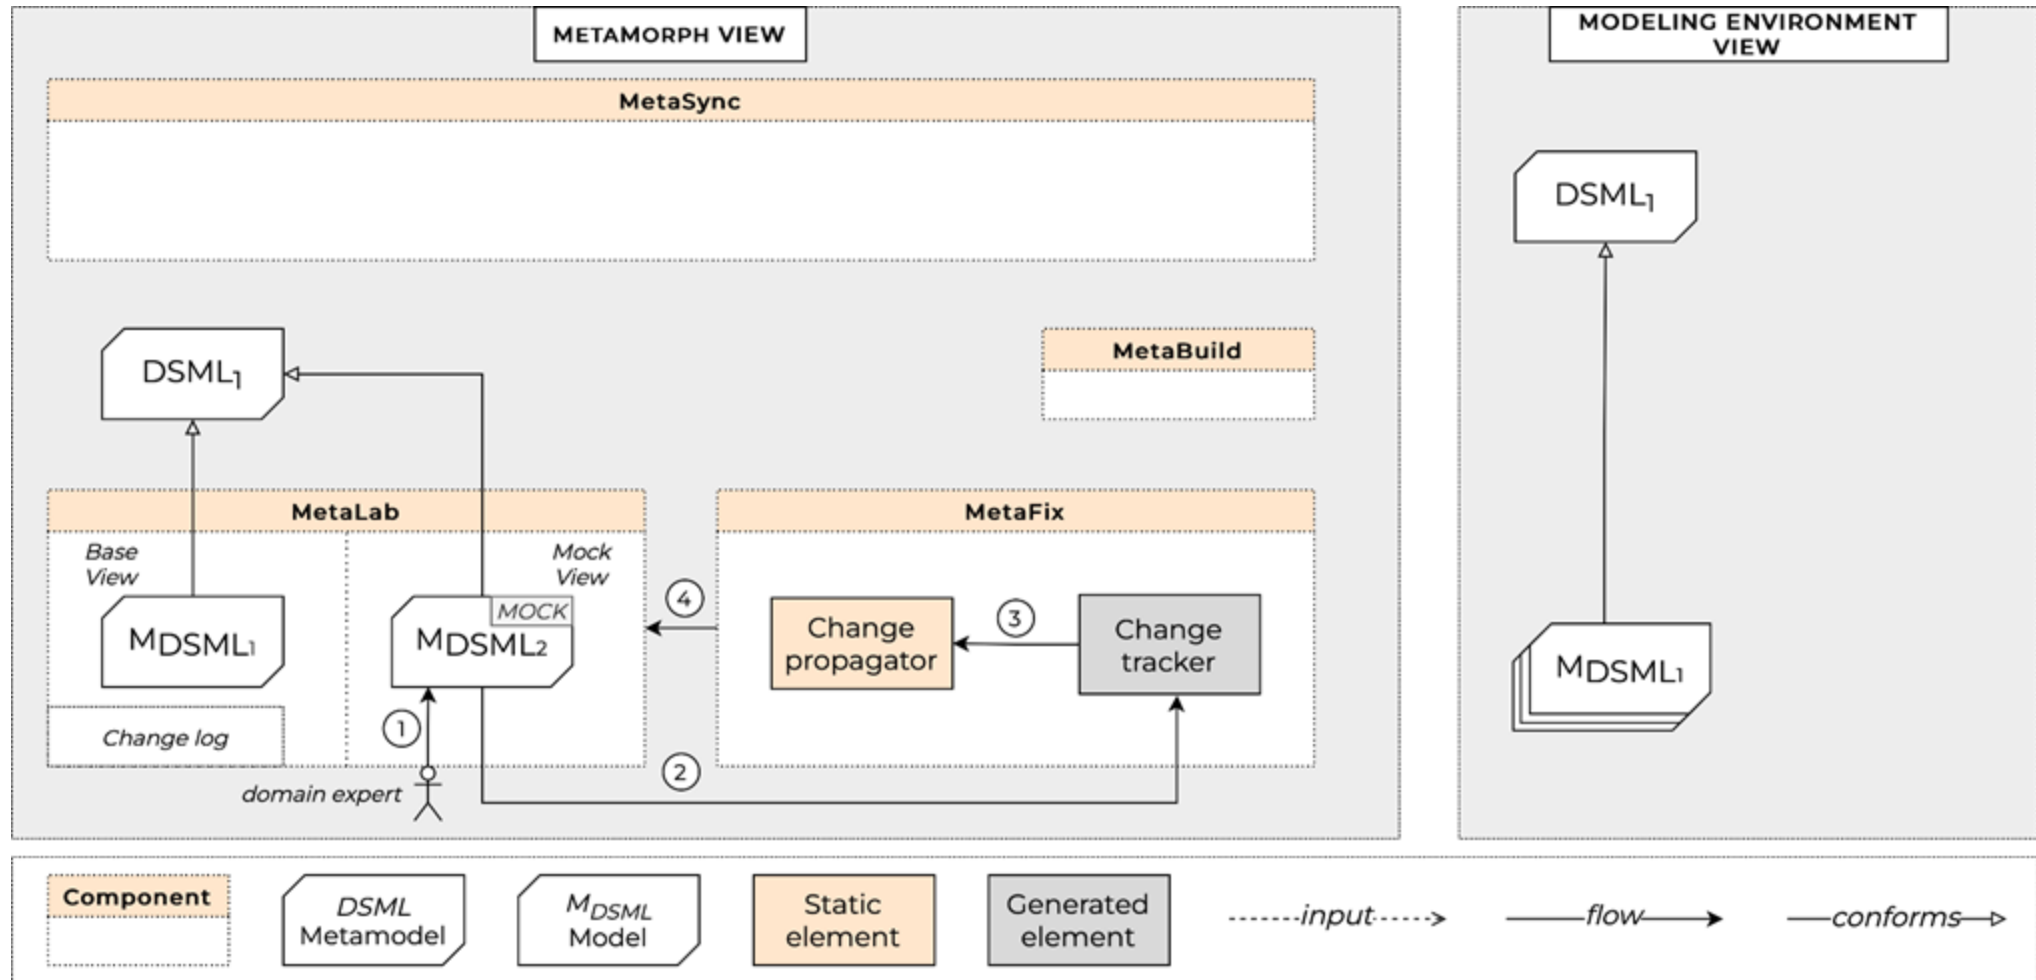 METAMORPH VIEW
MODELING ENVIRONMENT
VIEW
MetaSync
DSML1
DSML1
MetaBuild
MetaLab
MetaFix
Base
View
Mock
View
MOCK
MDSML1
MDSML2
4
3
Change
propagator
Change
tracker
MDSML1
1
Change log
2
domain expert
Component
DSML
Metamodel
MDSML
Model
Static
element
Generated
element
input
flow
conforms